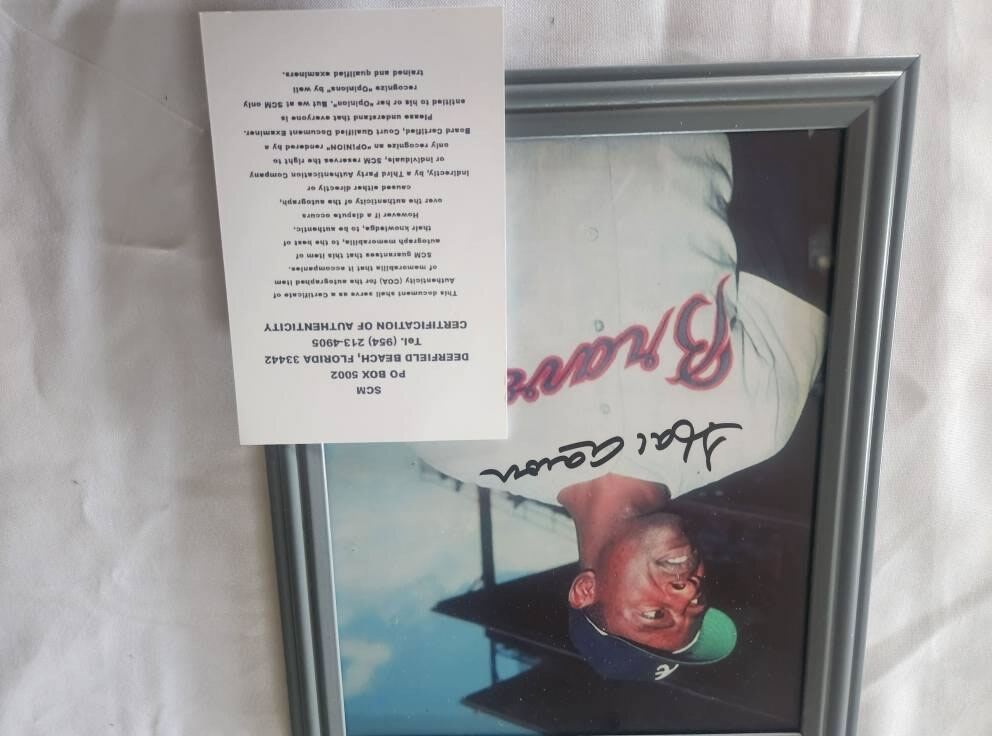 SCM
PO BOX 5002
DEERFIELD BEACH, FLORIDA 33442
Tel. (954) 213-4905
CERTIFICATION OF AUTHENTICITY
This document shall serve as a Certificate of
Authenticity (COA) for the autographed item
of memorabilia that it accompanies.
SCM guarantees that this item of
autograph memorabilia, to the best of
their knowledge, to be authentic.
However if a dispute occurs
over the authenticity of the autograph,
caused either directly or
indirectly, by a Third Party Authentication Company
or individuals, SCM reserves the right to
only recognize an "OPINION" rendered by a
Board Certified, Court Qualified Document Examiner.
Please understand that everyone is
entitled to his or her "Opinion". But we at SCM only
recognize "Opinions" by well
trained and qualified examiners.
A
Hank Aaron
Brave